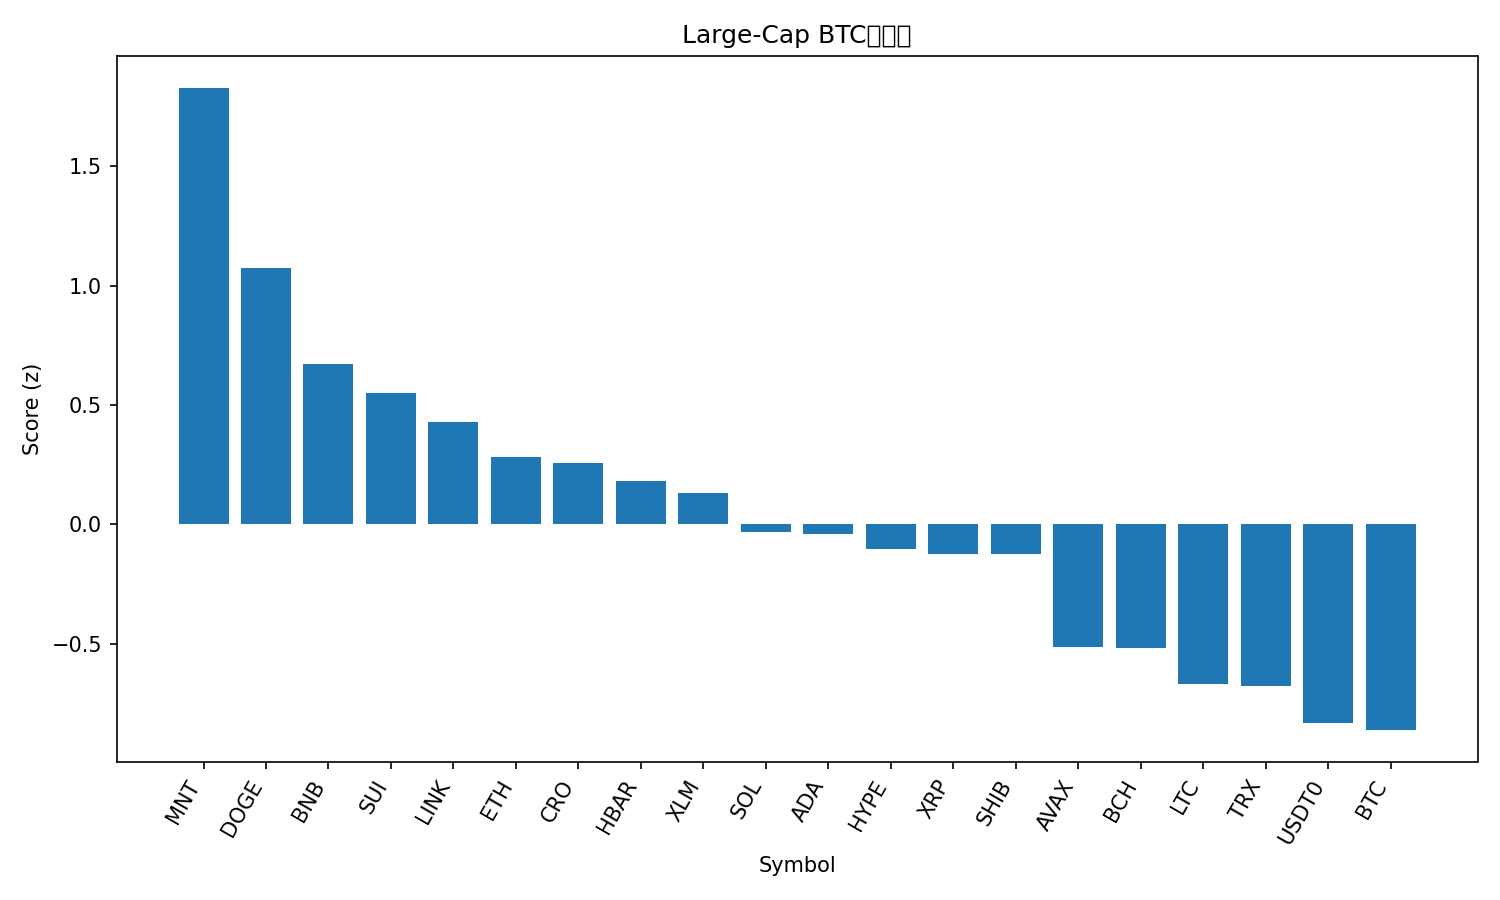 Large-Cap BTC
Score (z)
1.5
1.0
0.5
0.0
−0.5
MNT
DOGE
BNB
SUI
LINK
ETH
CRO
HBAR
XLM
SOL
ADA
HYPE
XRP
SHIB
AVAX
BCH
LTC
TRX
USDT0
BTC
Symbol